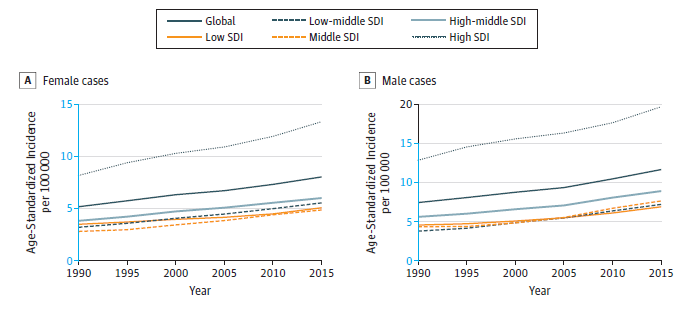 Global
Low-middle SDI
High-middle SDI
Low SDI
Middle SDI
High SDI
A Female cases
B Male cases
Age-Standardized Incidence
per 100 000
15
10
5
0
1990 1995 2000 2005 2010 2015
Year
Age-Standardized Incidence
per 100 000
20
15
10
5
0
1990 1995 2000 2005 2010 2015
Year